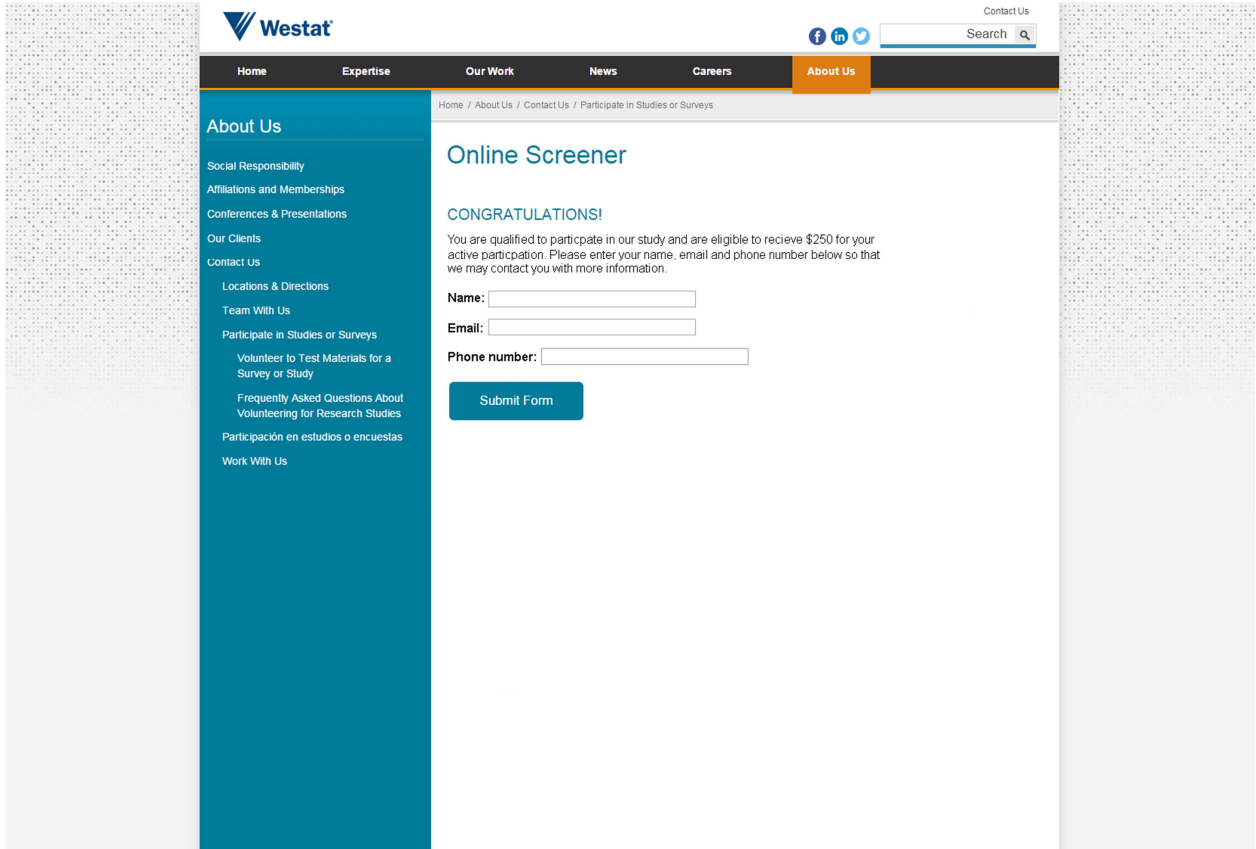 Contact Us
Westat
Search
Home Expertise Our Work News Careers About Us
Home / About Us / Contact Us / Participate in Studies or Surveys
About Us
Social Responsibility
Affiliations and Memberships
Conferences & Presentations
Our Clients
Contact Us
Locations & Directions
Team With Us
Participate in Studies or Surveys
Volunteer to Test Materials for a
Survey or Study
Frequently Asked Questions About
Volunteering for Research Studies
Participación en estudios o encuestas
Work With Us
Online Screener
CONGRATULATIONS!
You are qualified to particpate in our study and are eligible to recieve $250 for your
active particpation. Please enter your name, email and phone number below so that
we may contact you with more information.
Name:
Email:
Phone number:
Submit Form